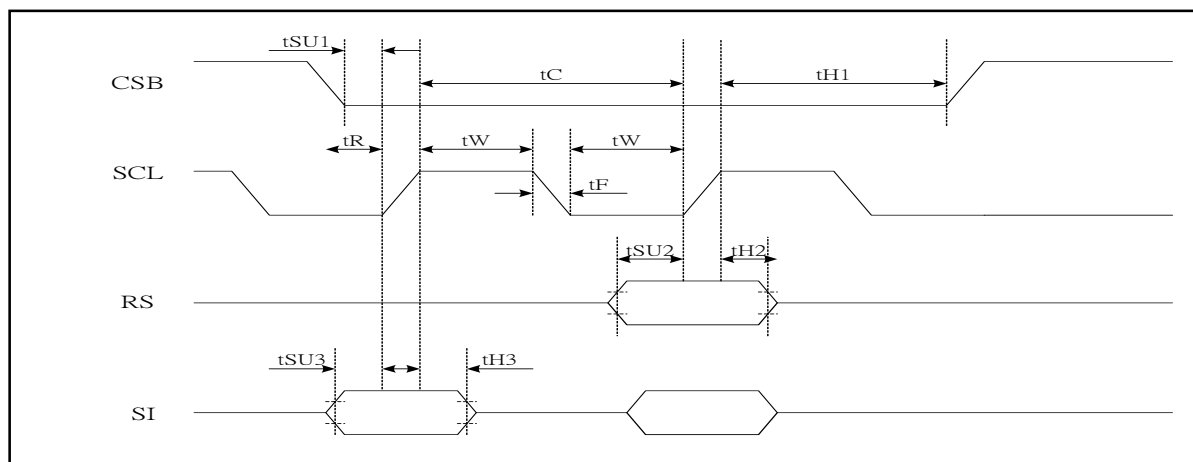 tSU1
CSB
tC
tH1
tR
tW
tW
SCL
tF
tSU2
tH2
RS
tSU3
tH3
SI